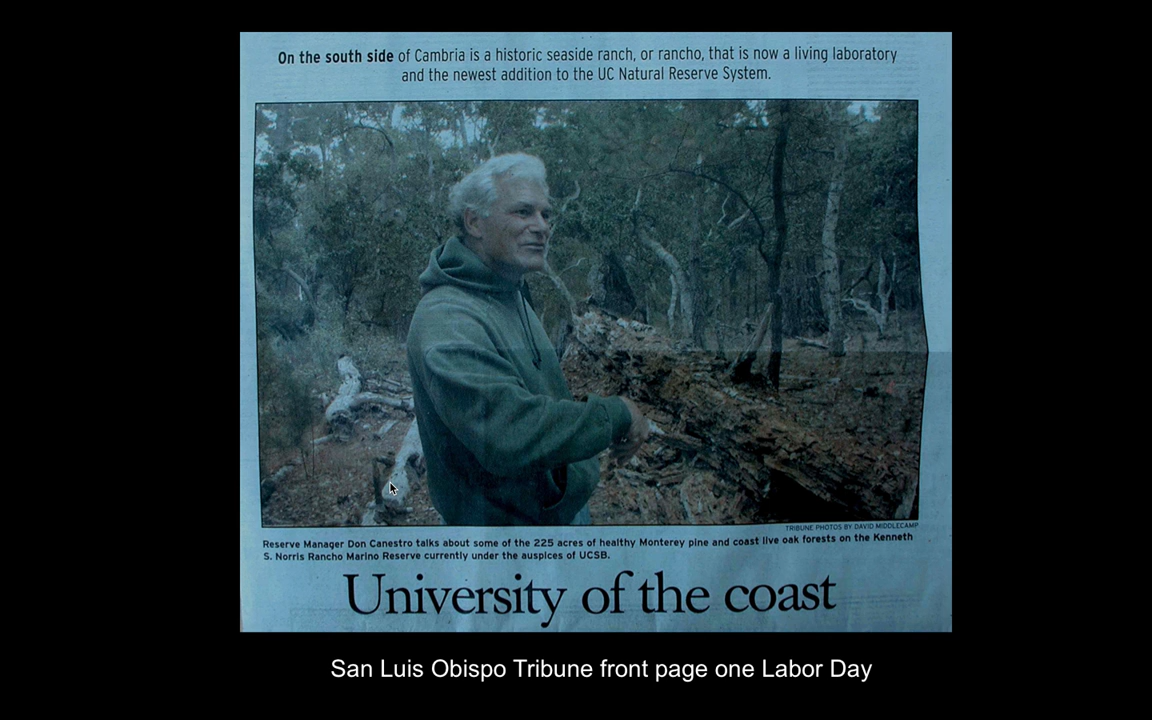 On the south side of Cambria is a historic seaside ranch, or rancho, that is now a living laboratory
and the newest addition to the UC Natural Reserve System.
TRIBUNE PHOTOS BY DAVID MIDDLECAMP
Reserve Manager Don Canestro talks about some of the 225 acres of healthy Monterey pine and coast live oak forests on the Kenneth
S. Norris Rancho Marino Reserve currently under the auspices of UCSB.
University of the coast
San Luis Obispo Tribune front page one Labor Day